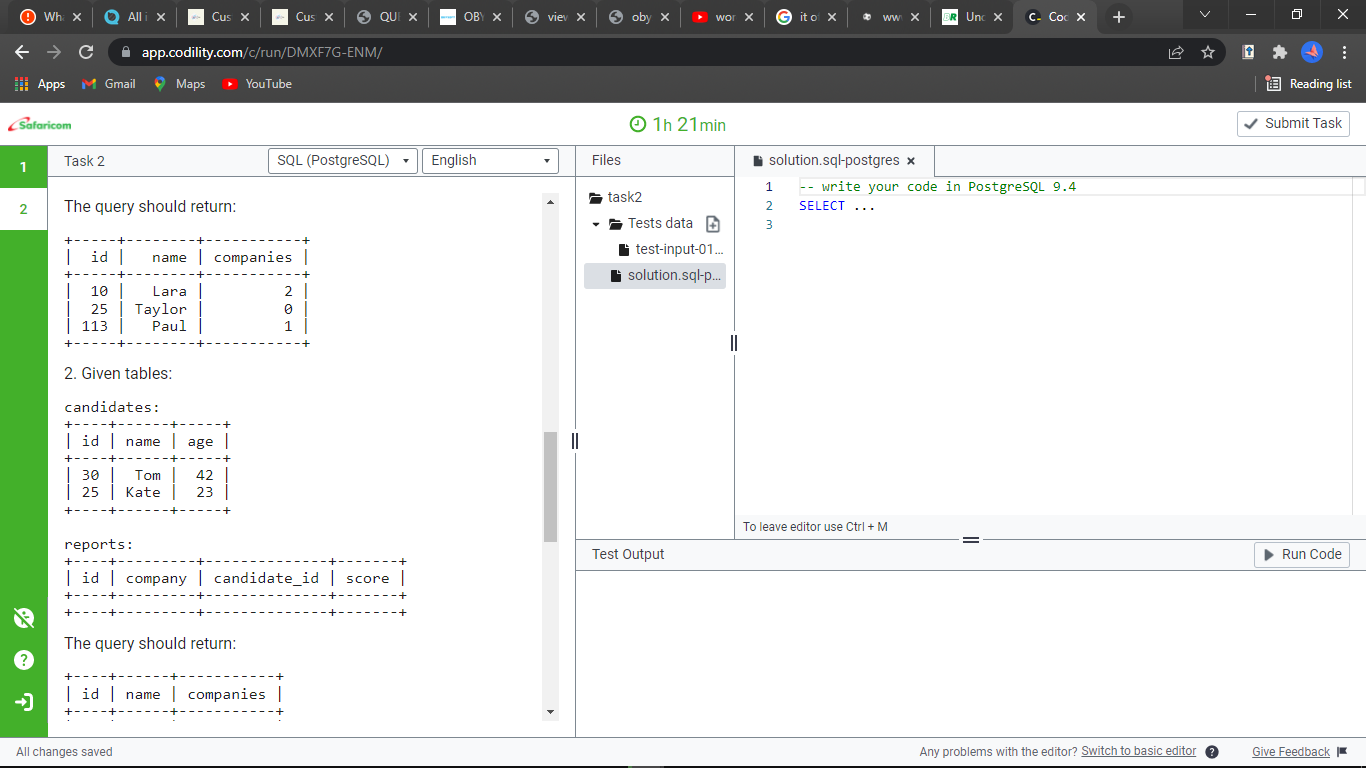 Wha
All i
Cus
Cus
QUI
OBY
view
oby
wor
it of
ww
Unc
Coc
app.codility.com/c/run/DMXF7G-ENM/
Apps
Gmail
Maps
YouTube
Reading list
Safaricom
1h 21min
Submit Task
1
2
Task 2
SQL (PostgreSQL)
English
The query should return:
+-----+--------+-----------+
| id | name | companies |
+-----+--------+-----------+
| 10 | Lara | 2 |
| 25 | Taylor | 0 |
| 113 | Paul | 1 |
+-----+--------+-----------+
2. Given tables:
candidates:
+----+------+-----+
| id | name | age |
+----+------+-----+
| 30 | Tom | 42 |
| 25 | Kate | 23 |
+----+------+-----+
reports:
+----+---------+--------------+-------+
| id | company | candidate_id | score |
+----+---------+--------------+-------+
+----+---------+--------------+-------+
The query should return:
+----+------+-----------+
| id | name | companies |
+----+------+-----------+
Files
task2
Tests data
test-input-01...
solution.sql-p...
solution.sql-postgres
1 -- write your code in PostgreSQL 9.4
2 SELECT ...
3
To leave editor use Ctrl + M
Test Output
Run Code
All changes saved
Any problems with the editor? Switch to basic editor
Give Feedback